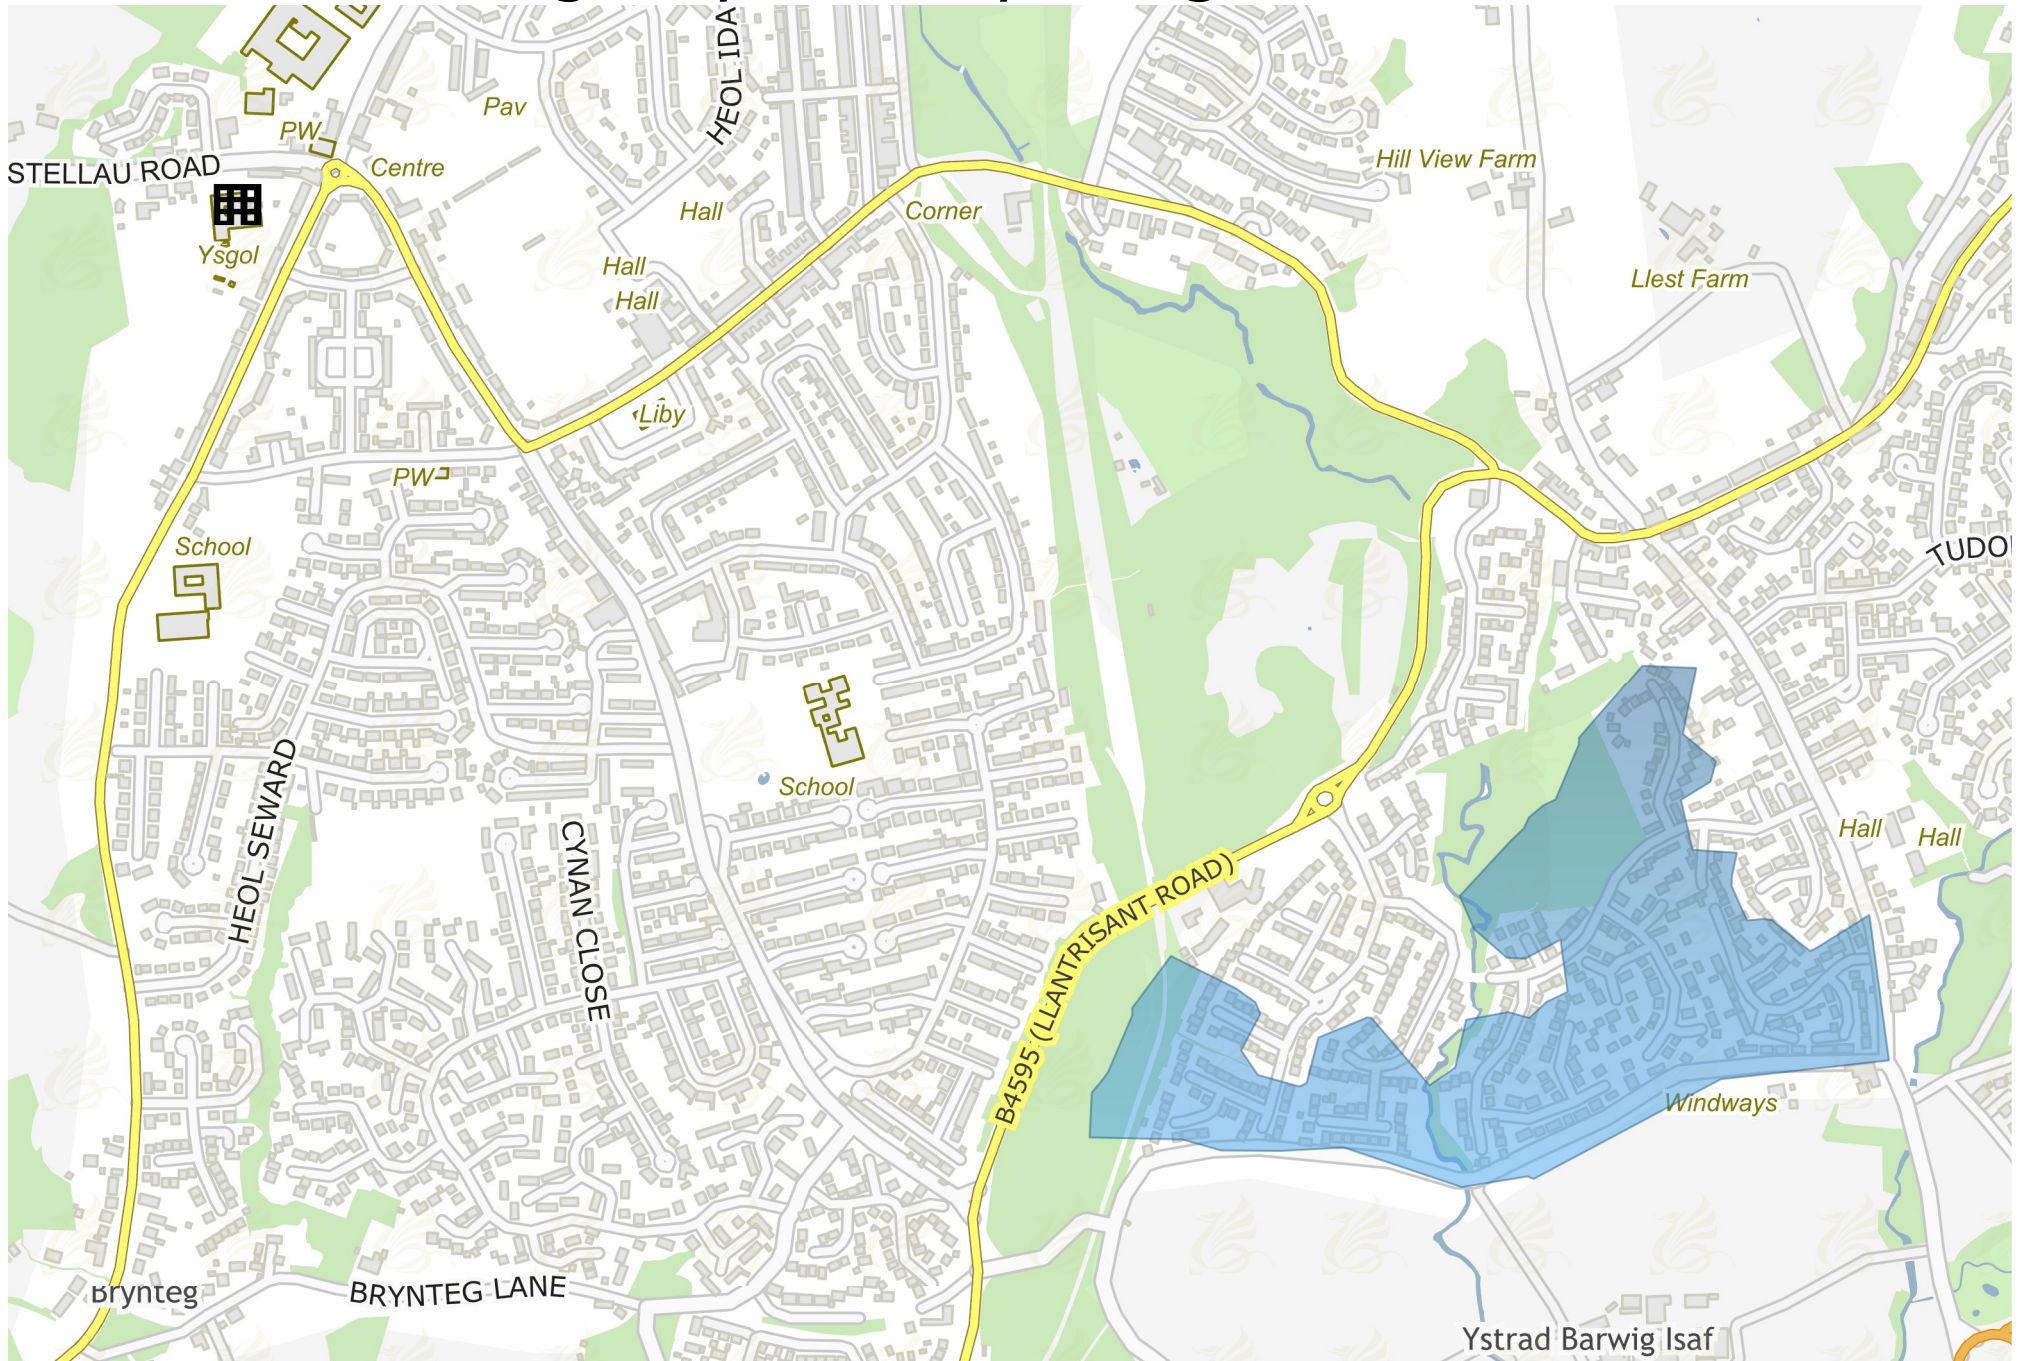 HEOL IDA
Pav
PW
Centre
STELLAU ROAD
Hill View Farm
Hall
Corner
Ysgol
Hall
Llest Farm
Hall
Liby
PW
School
TUDO
HEOL SEWARD
School
CYNAN CLOSE
Hall
Hall
B4595 (LLANTRISANT ROAD)
Windways
Brynteg
BRYNTEG LANE
Ystrad Barwig Isaf